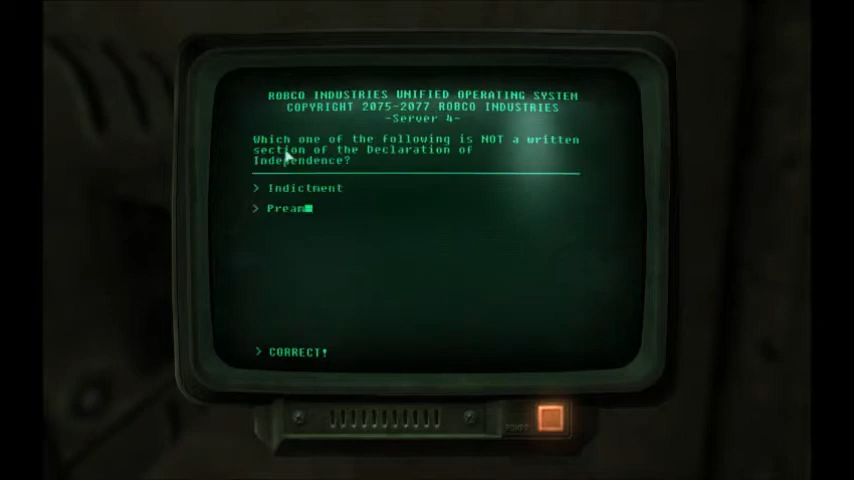 ROBCO INDUSTRIES UNIFIED OPERATING SYSTEM
COPYRIGHT 2075-2077 ROBCO INDUSTRIES
-Server 4-
Which one of the following is NOT a written
section of the Declaration of
Independence?
> Indictment
> Pream
> CORRECT!
POWER